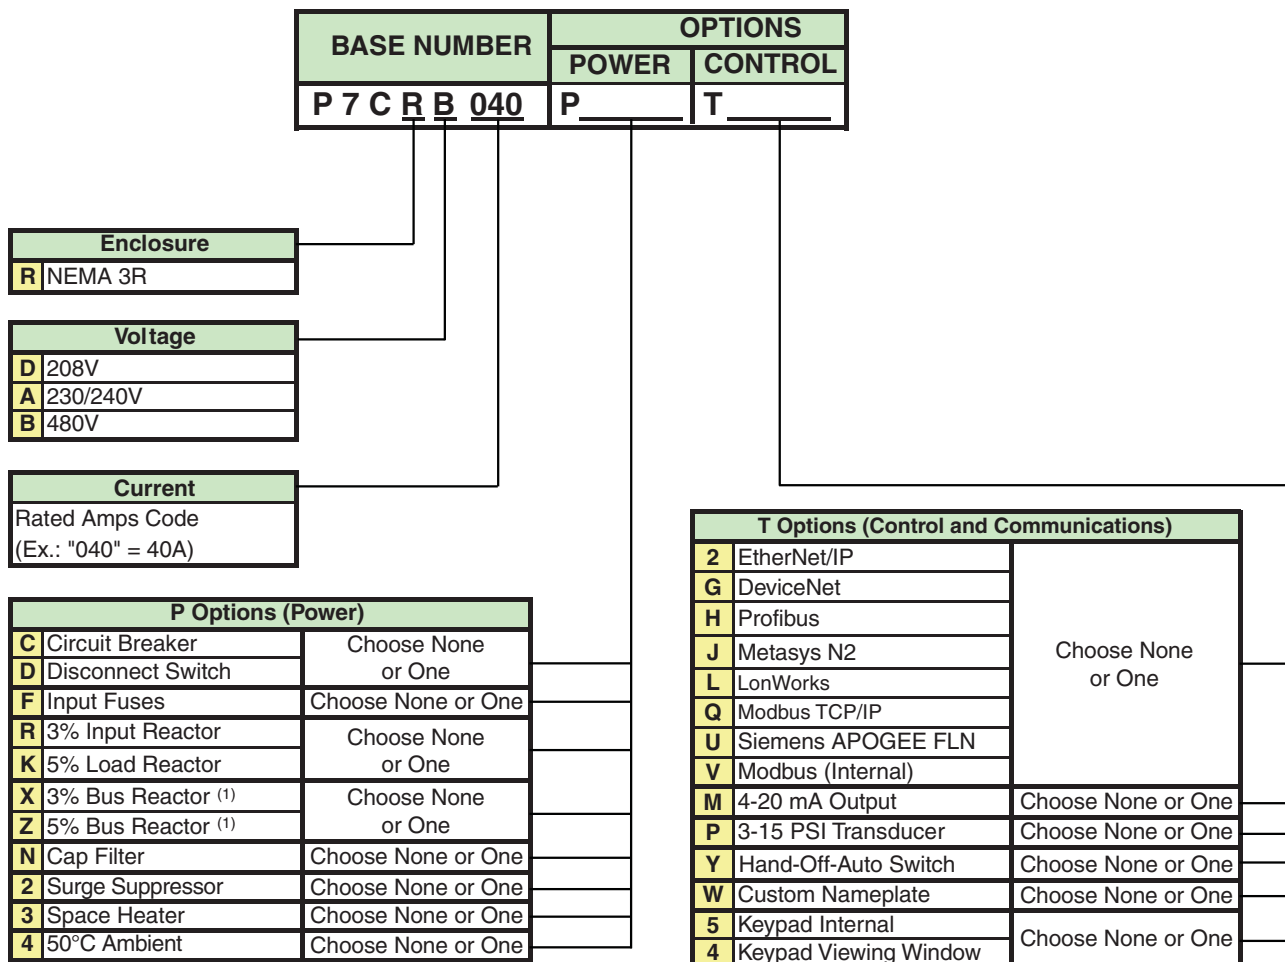 BASE NUMBER
OPTIONS
POWER
CONTROL
P 7 C R B 040
P
T
Enclosure
R NEMA 3R
Voltage
D 208V
A 230/240V
B 480V
Current
Rated Amps Code
(Ex.: "040" = 40A)
P Options (Power)
C Circuit Breaker
D Disconnect Switch
Choose None
or One
F Input Fuses Choose None or One
R 3% Input Reactor
K 5% Load Reactor
Choose None
or One
X 3% Bus Reactor (1)
Z 5% Bus Reactor (1)
Choose None
or One
N Cap Filter Choose None or One
2 Surge Suppressor Choose None or One
3 Space Heater Choose None or One
4 50°C Ambient Choose None or One
T Options (Control and Communications)
2 EtherNet/IP
G DeviceNet
H Profibus
J Metasys N2
L LonWorks
Q Modbus TCP/IP
U Siemens APOGEE FLN
V Modbus (Internal)
Choose None
or One
M 4-20 mA Output Choose None or One
P 3-15 PSI Transducer Choose None or One
Y Hand-Off-Auto Switch Choose None or One
W Custom Nameplate Choose None or One
5 Keypad Internal
4 Keypad Viewing Window
Choose None or One